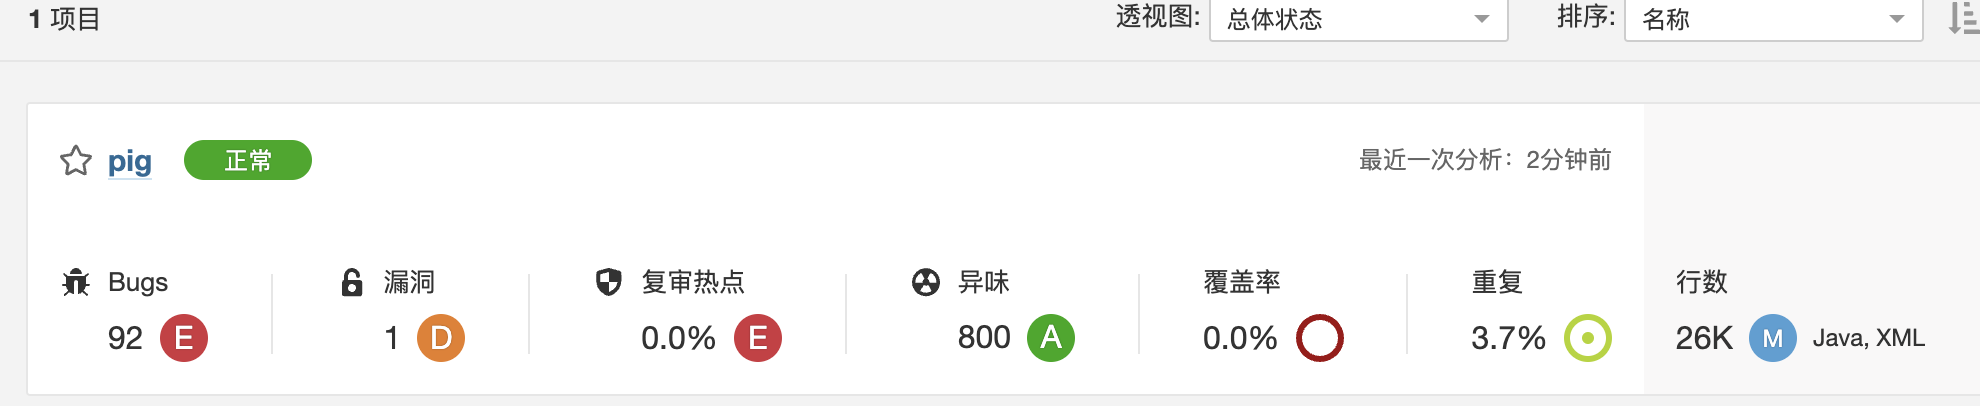 1 项目 透视图: 总体状态 排序: 名称
pig 正常 最近一次分析：2分钟前
Bugs 漏洞 复审热点 异味 覆盖率 重复 行数
92 E 1 D 0.0% E 800 A 0.0% 3.7% 26K M Java, XML